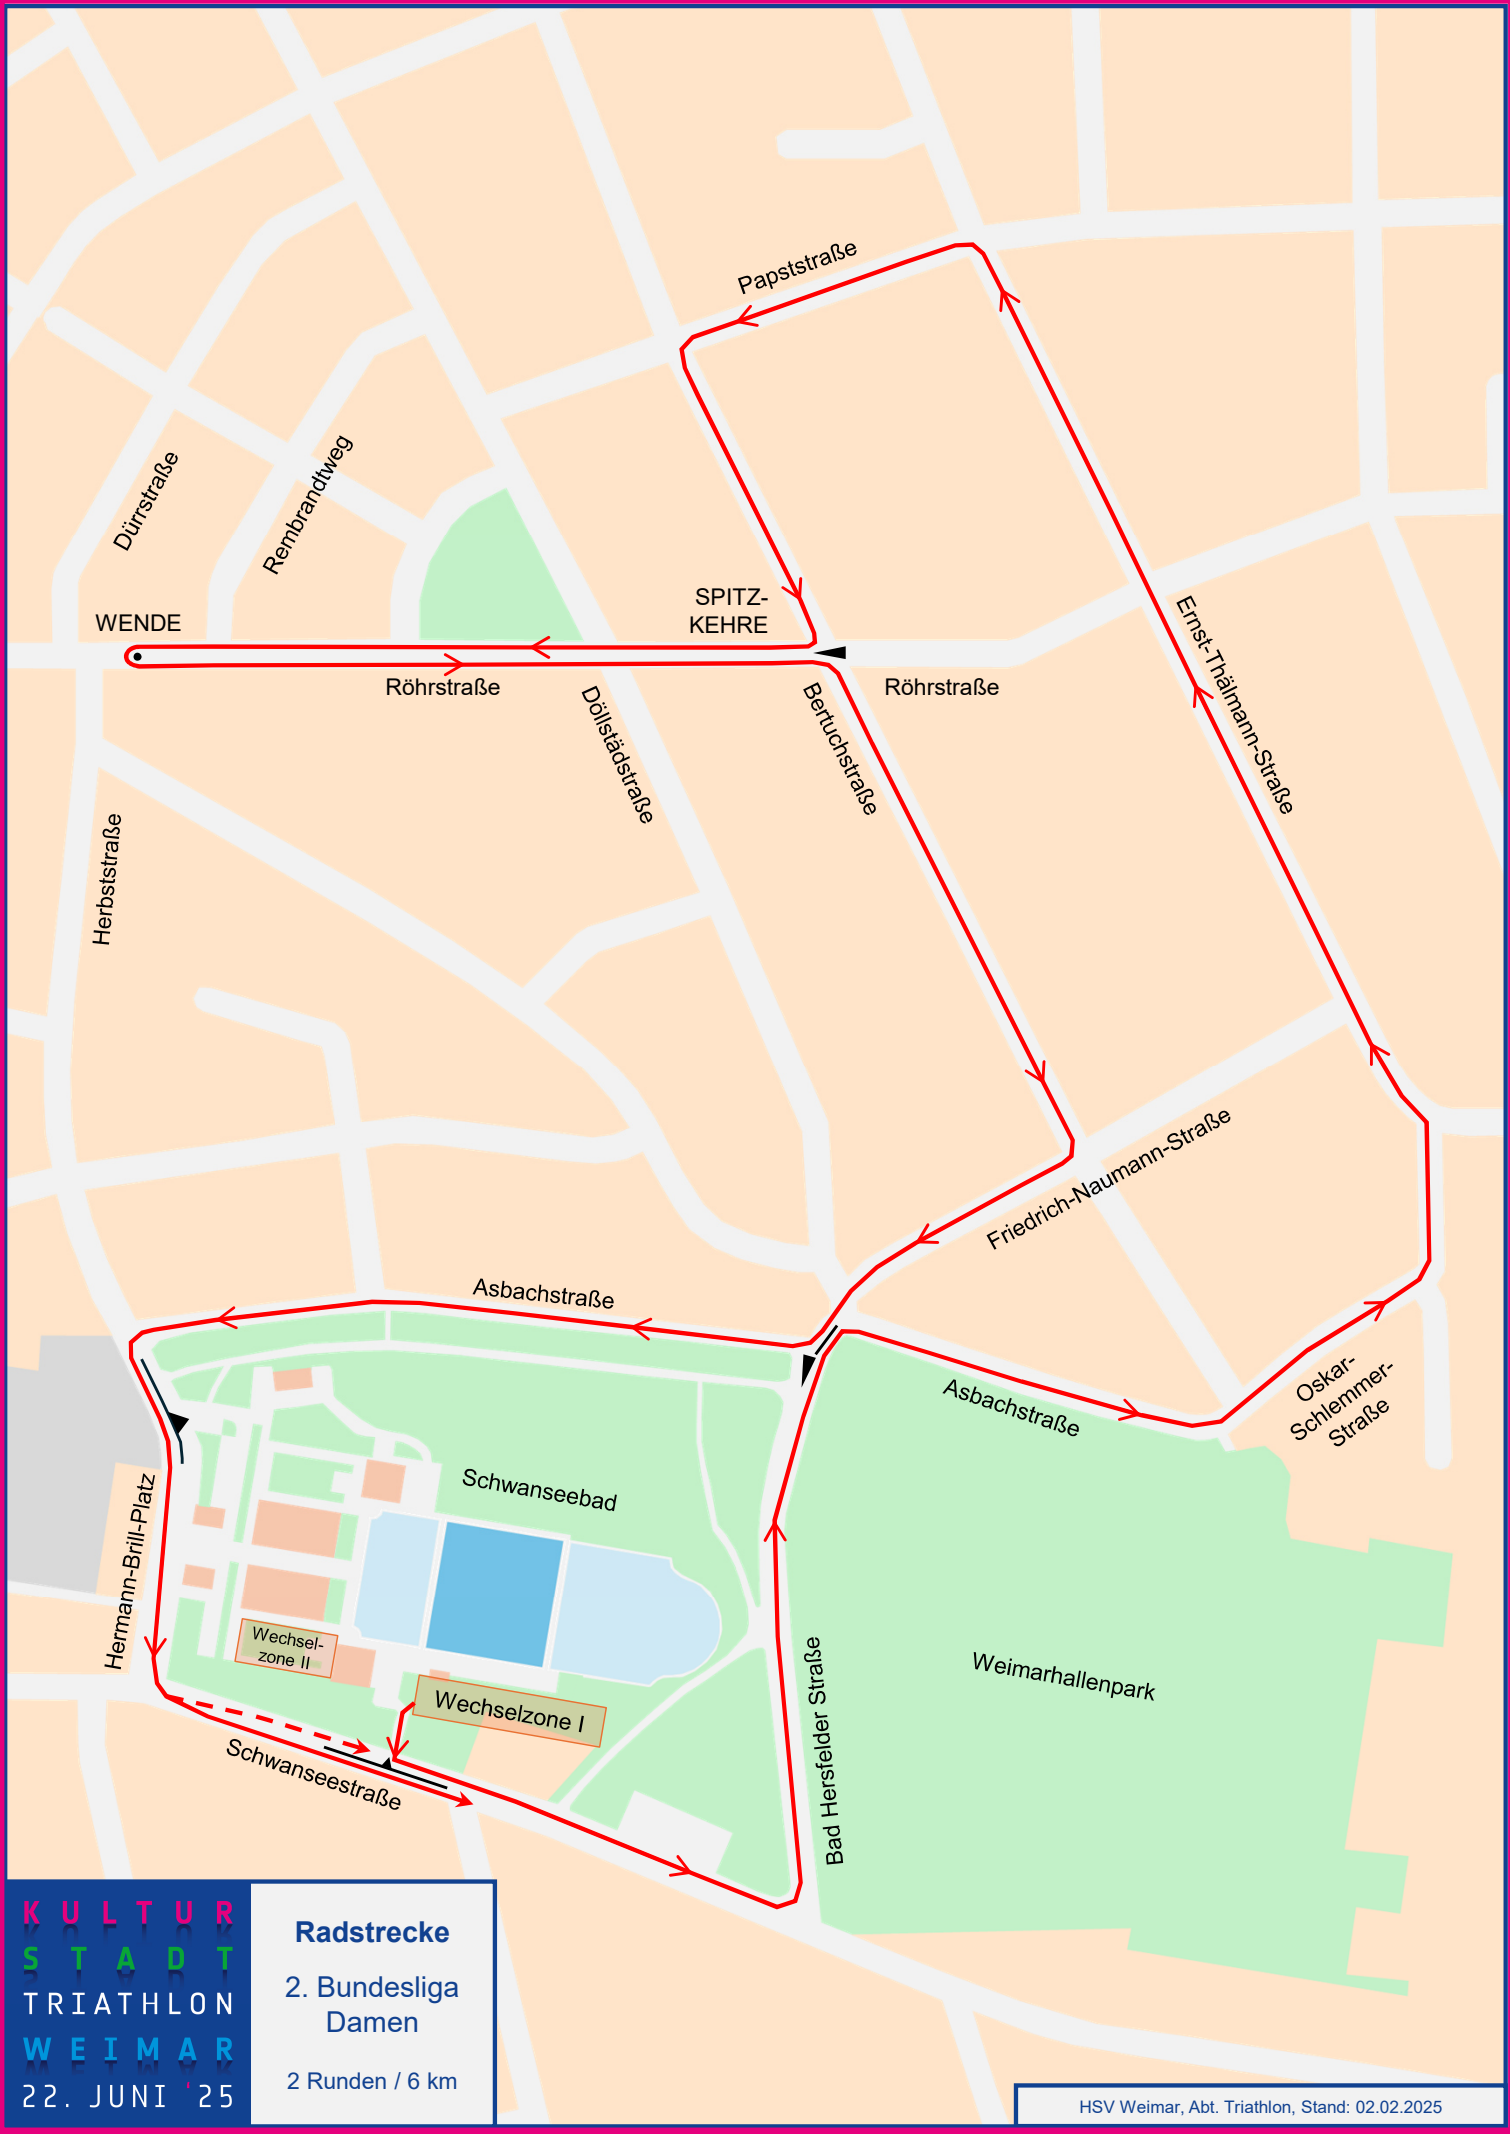 Papststraße
Dürrstraße
Rembrandtweg
WENDE
SPITZ-
KEHRE
Röhrstraße
Röhrstraße
Ernst-Thälmann-Straße
Döllstädstraße
Bertuchstraße
Herbststraße
Friedrich-Naumann-Straße
Asbachstraße
Asbachstraße
Oskar-
Schlemmer-
Straße
Schwanseebad
Hermann-Brill-Platz
Wechsel-
zone II
Wechselzone I
Weimarhallenpark
Bad Hersfelder Straße
Schwanseestraße
KULTUR
STADT
TRIATHLON
WEIMAR
22. JUNI '25
Radstrecke
2. Bundesliga
Damen
2 Runden / 6 km
HSV Weimar, Abt. Triathlon, Stand: 02.02.2025